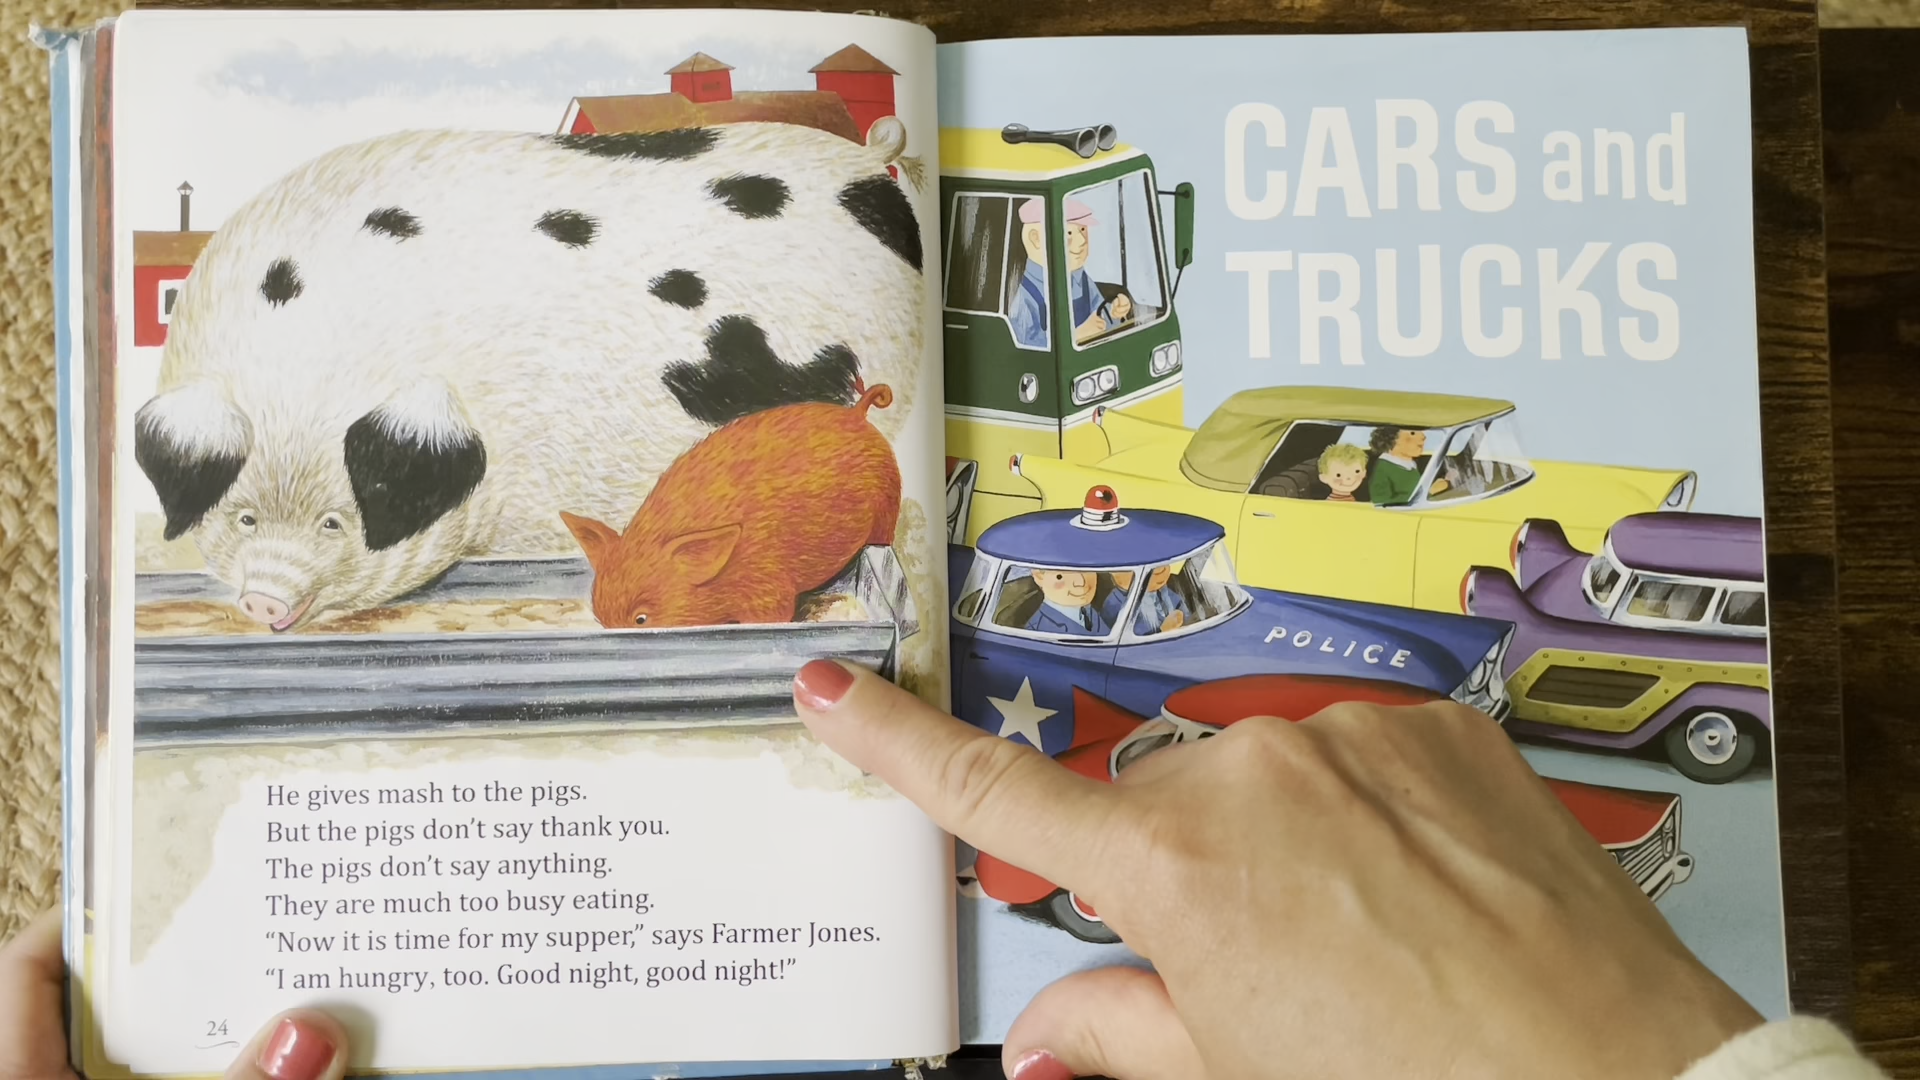 He gives mash to the pigs.
But the pigs don't say thank you.
The pigs don't say anything.
They are much too busy eating.
“Now it is time for my supper,” says Farmer Jones.
“I am hungry, too. Good night, good night!”
24
CARS and
TRUCKS
POLICE